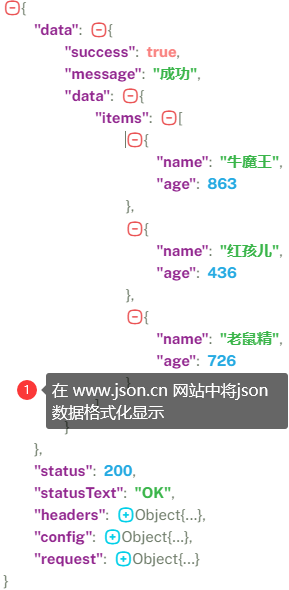 {
"data": {
"success": true,
"message": "成功",
"data": {
"items": [
{
"name": "牛魔王",
"age": 863
},
{
"name": "红孩儿",
"age": 436
},
{
"name": "老鼠精",
"age": 726
}
1 在 www.json.cn 网站中将json
数据格式化显示
}
},
"status": 200,
"statusText": "OK",
"headers": Object{...},
"config": Object{...},
"request": Object{...}
}